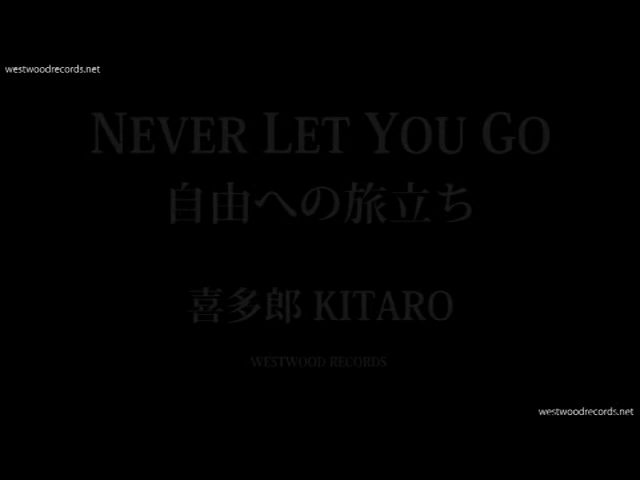 westwoodrecords.net
NEVER LET YOU GO
自由への旅立ち
喜多郎 KITARO
WESTWOOD RECORDS
westwoodrecords.net